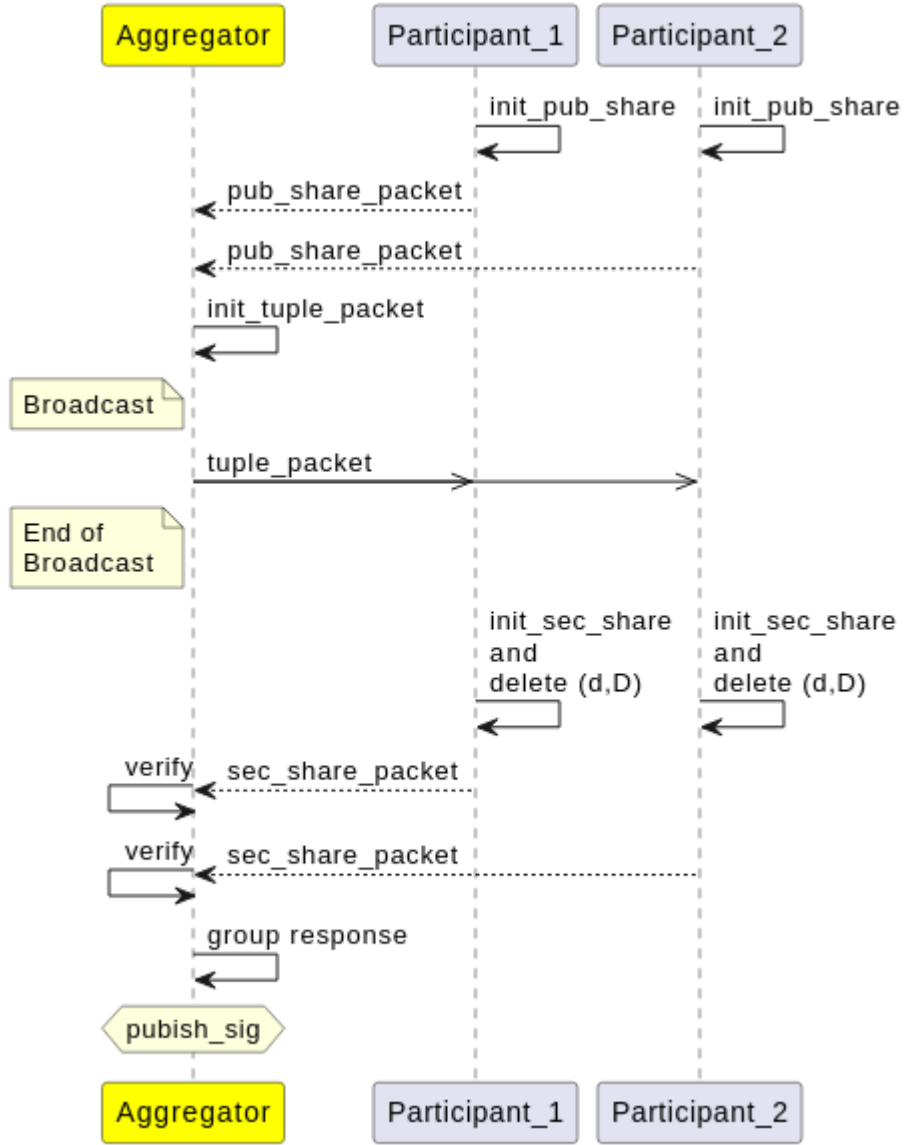 Aggregator Participant_1 Participant_2
init_pub_share init_pub_share
pub_share_packet
pub_share_packet
init_tuple_packet
Broadcast
tuple_packet
End of
Broadcast
init_sec_share init_sec_share
and and
delete (d,D) delete (d,D)
verify sec_share_packet
verify sec_share_packet
group response
pubish_sig
Aggregator Participant_1 Participant_2